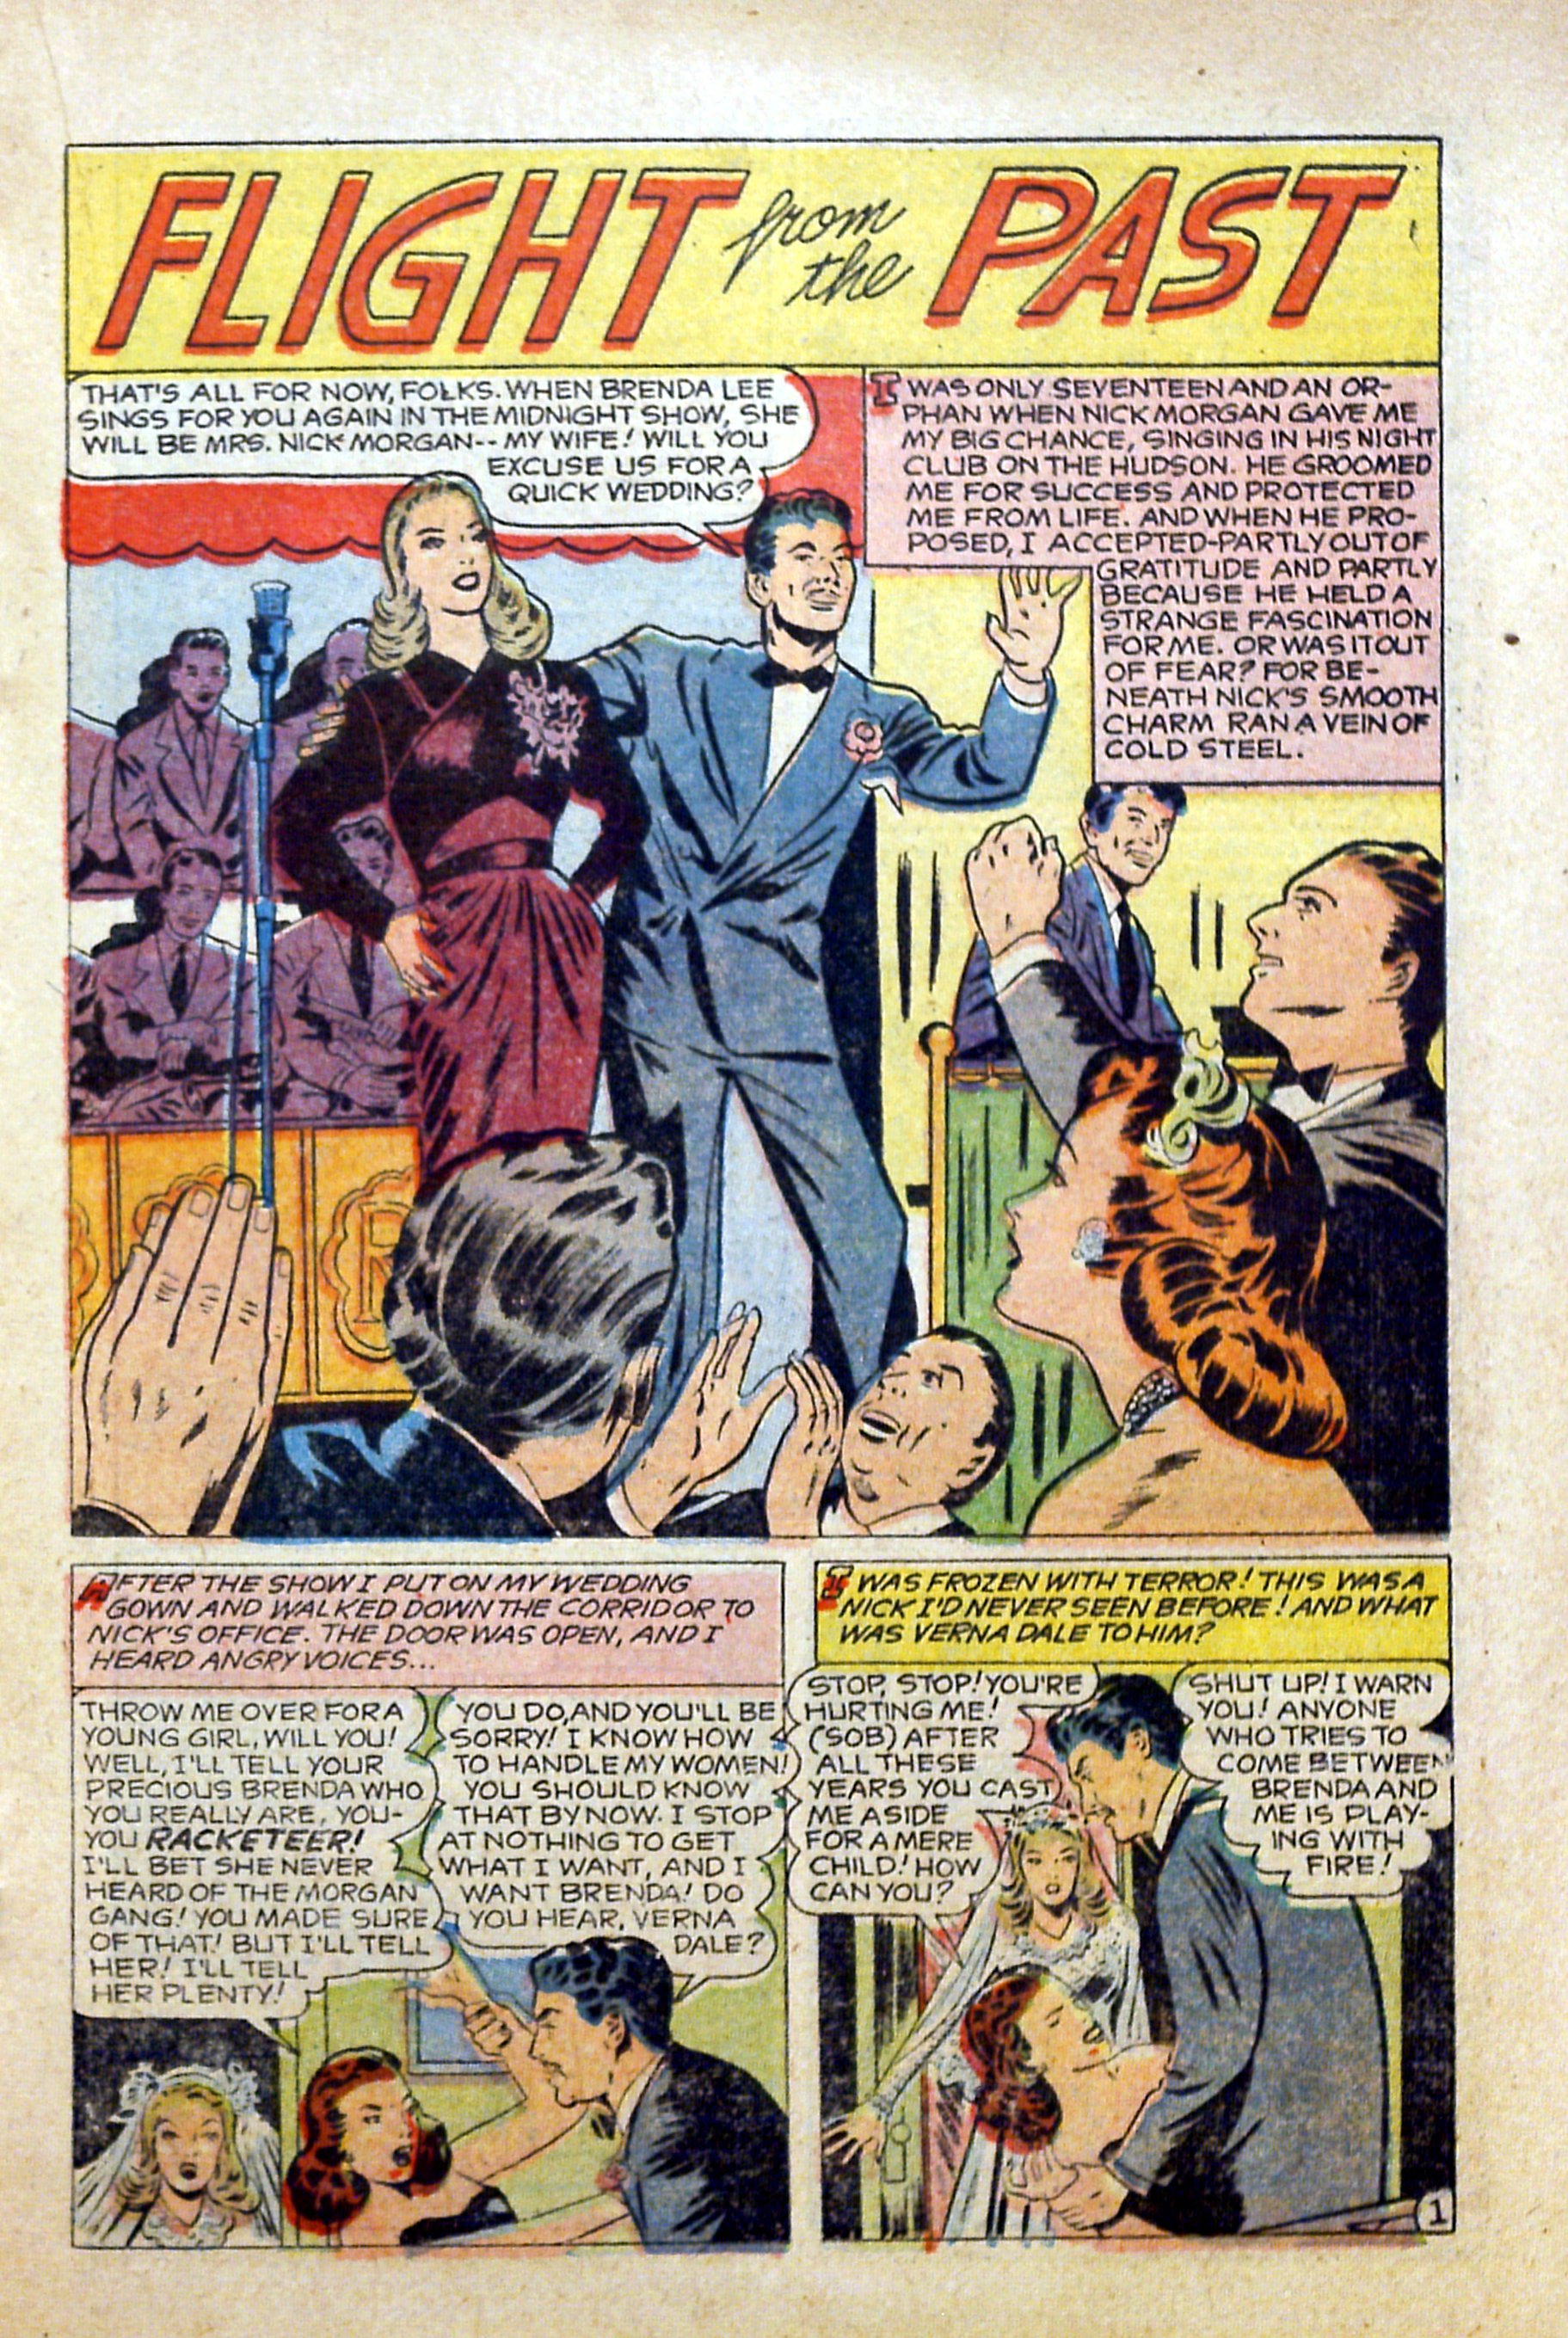 FLIGHT from the PAST
THAT'S ALL FOR NOW, FOLKS. WHEN BRENDA LEE
SINGS FOR YOU AGAIN IN THE MIDNIGHT SHOW, SHE
WILL BE MRS. NICK MORGAN-- MY WIFE! WILL YOU
EXCUSE US FOR A
QUICK WEDDING?
I WAS ONLY SEVENTEEN AND AN OR-
PHAN WHEN NICK MORGAN GAVE ME
MY BIG CHANCE, SINGING IN HIS NIGHT
CLUB ON THE HUDSON. HE GROOMED
ME FOR SUCCESS AND PROTECTED
ME FROM LIFE. AND WHEN HE PRO-
POSED, I ACCEPTED-PARTLY OUT OF
GRATITUDE AND PARTLY
BECAUSE HE HELD A
STRANGE FASCINATION
FOR ME. OR WAS IT OUT
OF FEAR? FOR BE-
NEATH NICK'S SMOOTH
CHARM RAN A VEIN OF
COLD STEEL.
R
AFTER THE SHOW I PUT ON MY WEDDING
GOWN AND WALKED DOWN THE CORRIDOR TO
NICK'S OFFICE. THE DOOR WAS OPEN, AND I
HEARD ANGRY VOICES...
THROW ME OVER FOR A
YOUNG GIRL, WILL YOU!
WELL, I'LL TELL YOUR
PRECIOUS BRENDA WHO
YOU REALLY ARE, YOU-
YOU RACKETEER!
I'LL BET SHE NEVER
HEARD OF THE MORGAN
GANG! YOU MADE SURE
OF THAT! BUT I'LL TELL
HER! I'LL TELL
HER PLENTY!
YOU DO, AND YOU'LL BE
SORRY! I KNOW HOW
TO HANDLE MY WOMEN!
YOU SHOULD KNOW
THAT BY NOW. I STOP
AT NOTHING TO GET
WHAT I WANT, AND I
WANT BRENDA! DO
YOU HEAR, VERNA
DALE?
I WAS FROZEN WITH TERROR! THIS WAS A
NICK I'D NEVER SEEN BEFORE! AND WHAT
WAS VERNA DALE TO HIM?
STOP, STOP! YOU'RE
HURTING ME!
(SOB) AFTER
ALL THESE
YEARS YOU CAST
ME ASIDE
FOR A MERE
CHILD! HOW
CAN YOU?
SHUT UP! I WARN
YOU! ANYONE
WHO TRIES TO
COME BETWEEN
BRENDA AND
ME IS PLAY-
ING WITH
FIRE!
1